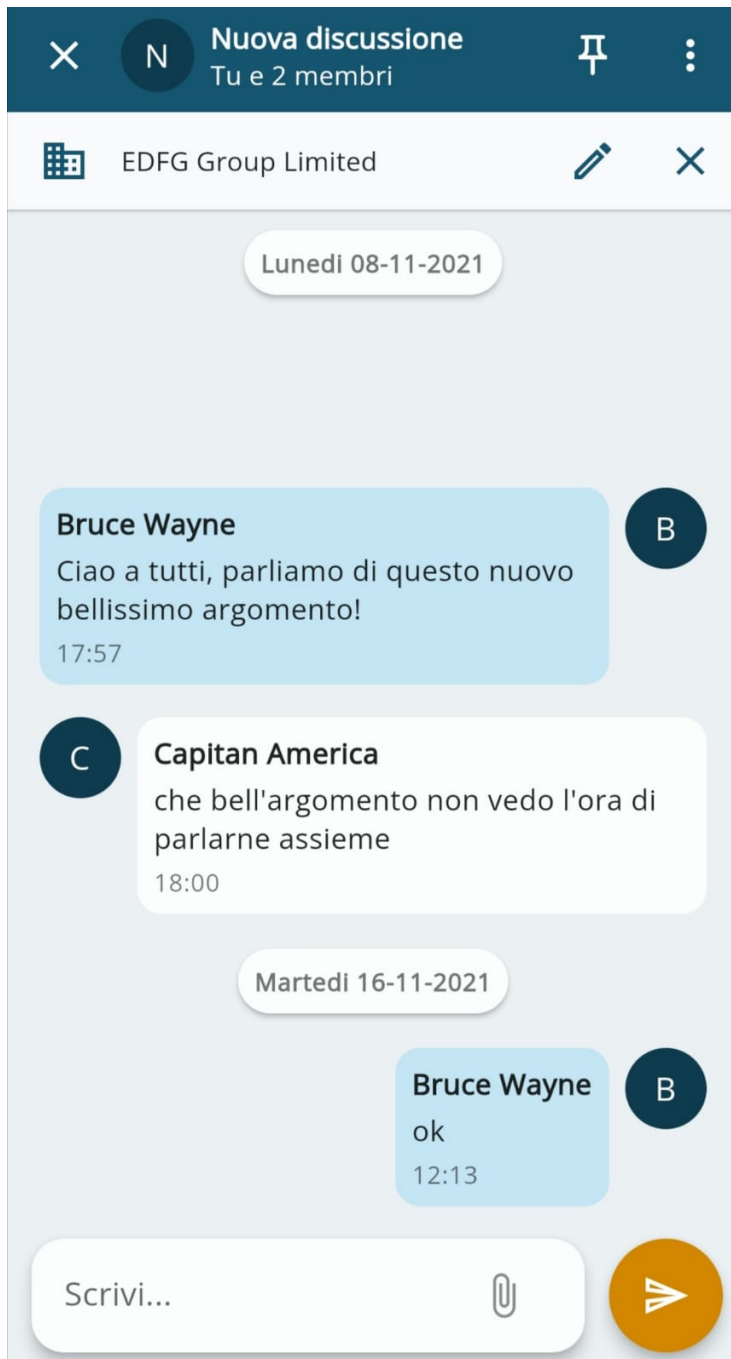 N
Nuova discussione
Tu e 2 membri
EDFG Group Limited
Lunedi 08-11-2021
Bruce Wayne
B
Ciao a tutti, parliamo di questo nuovo
bellissimo argomento!
17:57
C
Capitan America
che bell'argomento non vedo l'ora di
parlarne assieme
18:00
Martedi 16-11-2021
Bruce Wayne
B
ok
12:13
Scrivi...